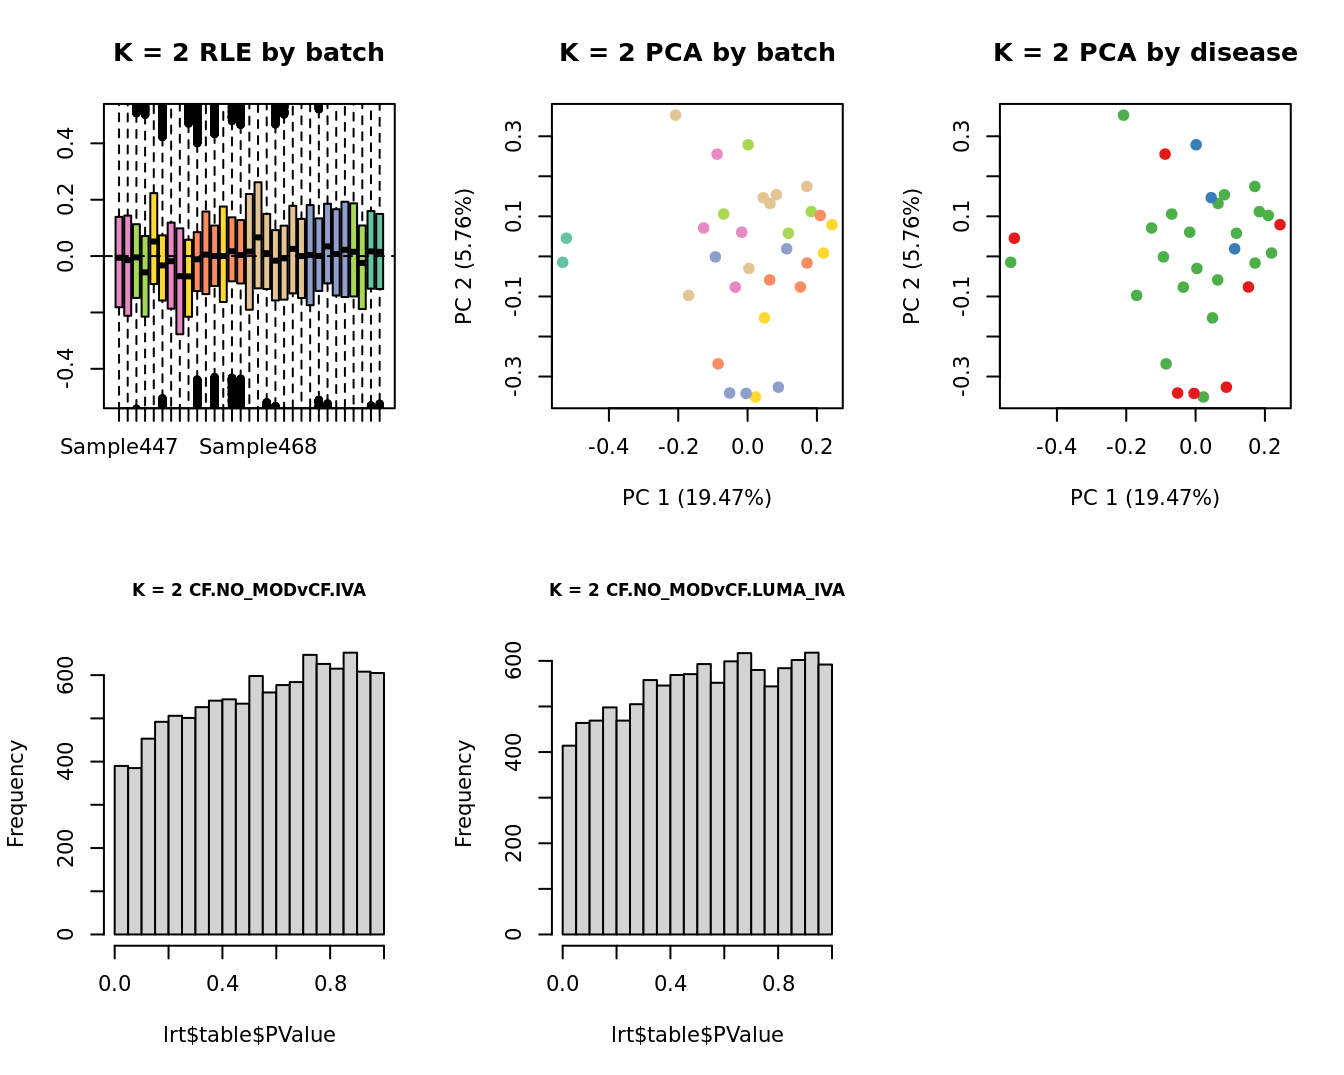 K = 2 RLE by batch
0.4
0.2
0.0
-0.4
Sample447 Sample468
K = 2 PCA by batch
PC 2 (5.76%)
0.3
0.1
-0.1
-0.3
-0.4 -0.2 0.0 0.2
PC 1 (19.47%)
K = 2 PCA by disease
PC 2 (5.76%)
0.3
0.1
-0.1
-0.3
-0.4 -0.2 0.0 0.2
PC 1 (19.47%)
K = 2 CF.NO_MODvCF.IVA
Frequency
600
400
200
0
0.0 0.4 0.8
lrt$table$PValue
K = 2 CF.NO_MODvCF.LUMA_IVA
Frequency
600
400
200
0
0.0 0.4 0.8
lrt$table$PValue